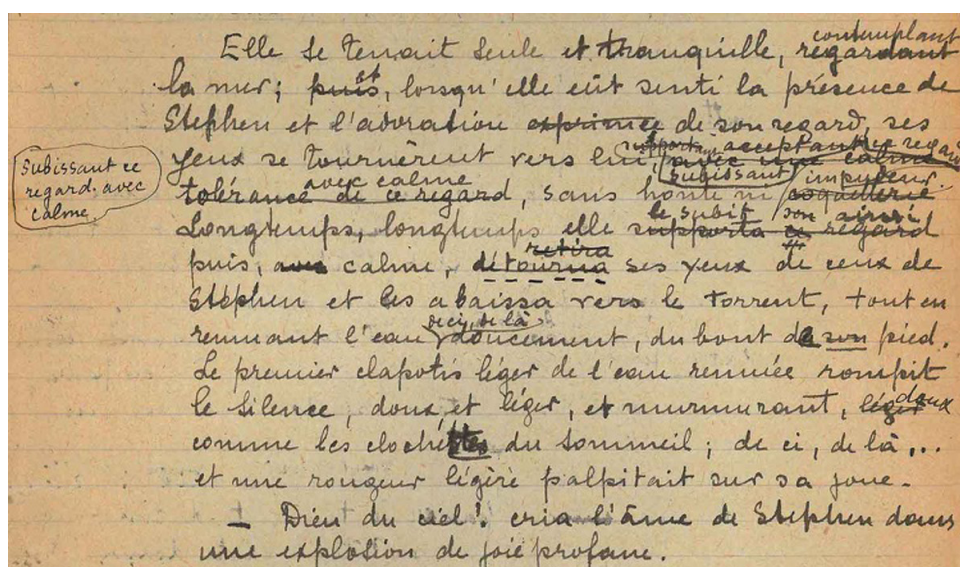 contemplant
Elle se tenait seule et tranquille, regardant
la mer; puis et, lorsqu'elle eût senti la présence de
Stephen et l'adoration exprimée de son regard, ses
supportant acceptant ce regard
yeux se tournèrent vers lui, avec une calme
subissant impudeur.
avec calme
tolérance de ce regard, sans honte ni coquetterie
subissant ce
regard. avec
calme.
le subit son ainsi
Longtemps, longtemps elle supporta ce regard
retira
puis, avec calme, détourna ses yeux de ceux de
Stephen et les abaissa vers le torrent, tout en
de ci, de là
remuant l'eau doucement, du bout de son pied.
Le premier clapotis léger de l'eau remuée rompit
le silence, doux et léger, et murmurant, léger doux
comme les clochettes du sommeil; de ci, de là...
et une rougeur légère palpitait sur sa joue.
— Dieu du ciel! cria l'âme de Stephen dans
une explosion de joie profane.